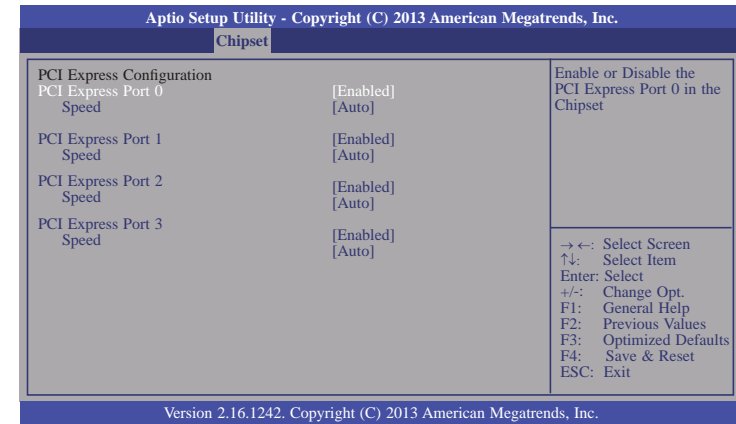 Aptio Setup Utility - Copyright (C) 2013 American Megatrends, Inc.
Chipset
PCI Express Configuration
PCI Express Port 0 [Enabled]
Speed [Auto]
PCI Express Port 1 [Enabled]
Speed [Auto]
PCI Express Port 2 [Enabled]
Speed [Auto]
PCI Express Port 3 [Enabled]
Speed [Auto]
Enable or Disable the
PCI Express Port 0 in the
Chipset
→←: Select Screen
↑↓: Select Item
Enter: Select
+/-: Change Opt.
F1: General Help
F2: Previous Values
F3: Optimized Defaults
F4: Save & Reset
ESC: Exit
Version 2.16.1242. Copyright (C) 2013 American Megatrends, Inc.